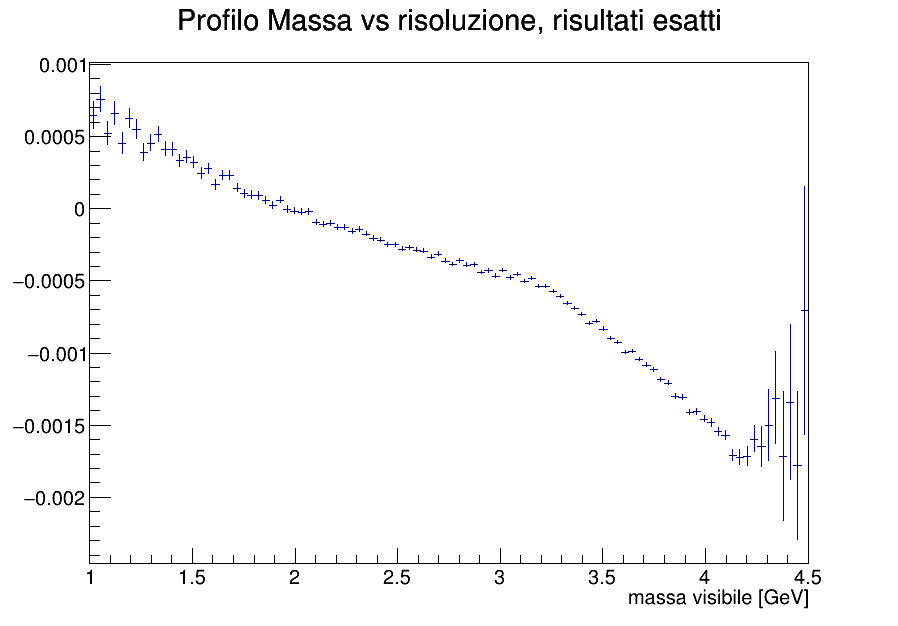 Profilo Massa vs risoluzione, risultati esatti
0.001
0.0005
0
−0.0005
−0.001
−0.0015
−0.002
1 1.5 2 2.5 3 3.5 4 4.5
massa visibile [GeV]